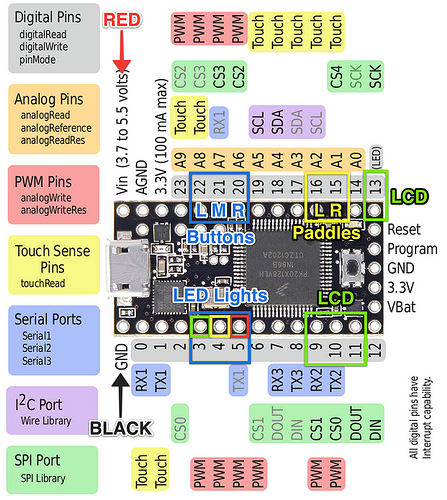 Digital Pins
digitalRead
digitalWrite
pinMode
Analog Pins
analogRead
analogReference
analogReadRes
PWM Pins
analogWrite
analogWriteRes
Touch Sense
Pins
touchRead
Serial Ports
Serial1
Serial2
Serial3
I2C Port
Wire Library
SPI Port
SPI Library
RED
Vin (3.7 to 5.5 volts)
AGND
3.3V (100 mA max)
PWM PWM PWM PWM Touch Touch Touch Touch Touch
CS2 CS3 CS3 CS2 CS4 SCK SCK
Touch Touch RX1 SCL SDA SDA SCL
A9 A8 A7 A6 A5 A4 A3 A2 A1 A0 (LED)
23 22 21 20 19 18 17 16 15 14 13
LCD
L M R L R
Buttons
Paddles
PK20X128VLH
1N86B
Reset
Program
GND
3.3V
VBat
LED Lights
LCD
GND 0 1 2 3 4 5 6 7 8 9 10 11 12
RX1 TX1 TX1 RX3 TX3 RX2 TX2
BLACK
CS0 CS1 DOUT DIN CS1 CS0 DOUT DIN
Touch Touch PWM PWM PWM PWM PWM PWM
All digital pins have
Interrupt capability.